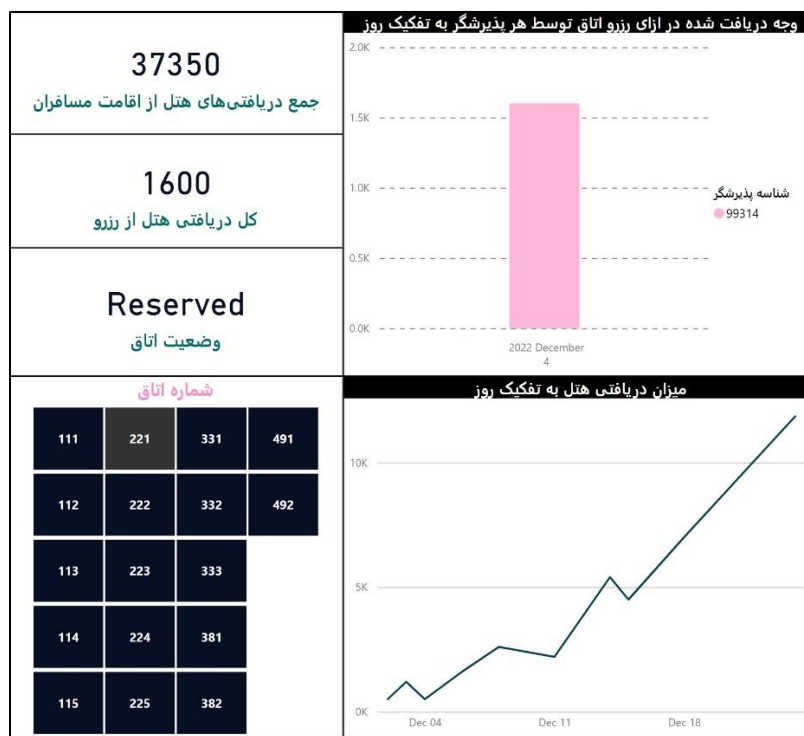 37350
جمع دریافتی‌های هتل از اقامت مسافران
1600
کل دریافتی هتل از رزرو
Reserved
وضعیت اتاق
وجه دریافت شده در ازای رزرو اتاق توسط هر پذیرشگر به تفکیک روز
2.0K
1.5K
1.0K
0.5K
0.0K
2022 December
4
شناسه پذیرشگر
99314
شماره اتاق
111 221 331 491
112 222 332 492
113 223 333
114 224 381
115 225 382
میزان دریافتی هتل به تفکیک روز
10K
5K
0K
Dec 04 Dec 11 Dec 18